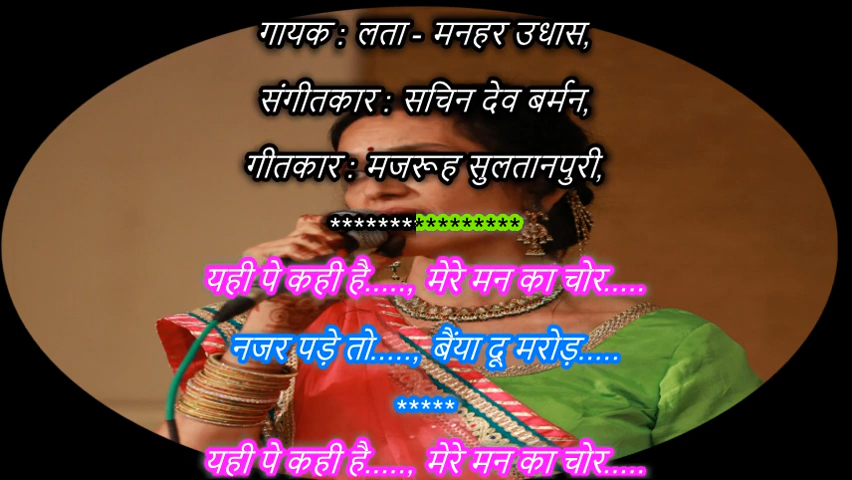 गायक : लता - मनहर उधास,
संगीतकार : सचिन देव बर्मन,
गीतकार : मजरूह सुलतानपुरी,
****************
यही पे कही है....., मेरे मन का चोर.....
नजर पड़े तो....., बैंया दू मरोड़.....
*****
यही पे कही है....., मेरे मन का चोर.....